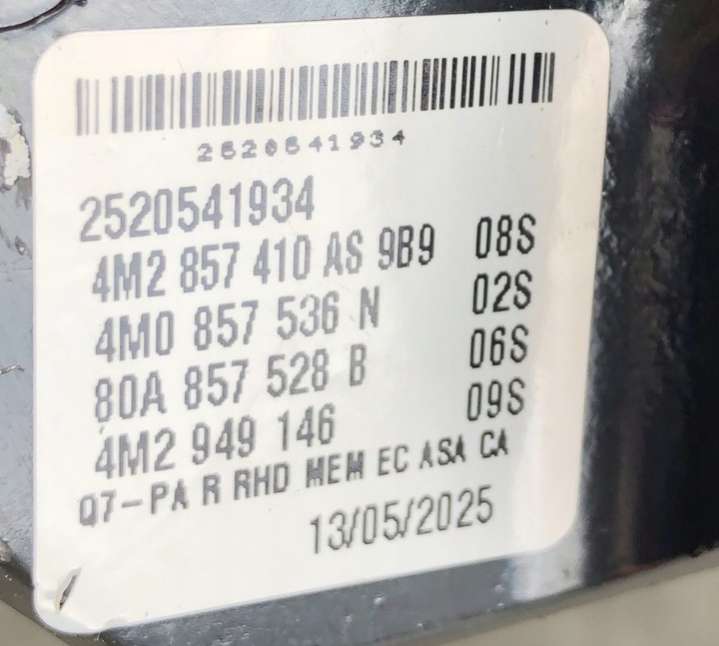 2520541934
2520541934
4M2 857 410 AS 9B9 08S
4M0 857 536 N 02S
80A 857 528 B 06S
4M2 949 146 09S
Q7-PA R RHD MEM EC ASA CA
13/05/2025